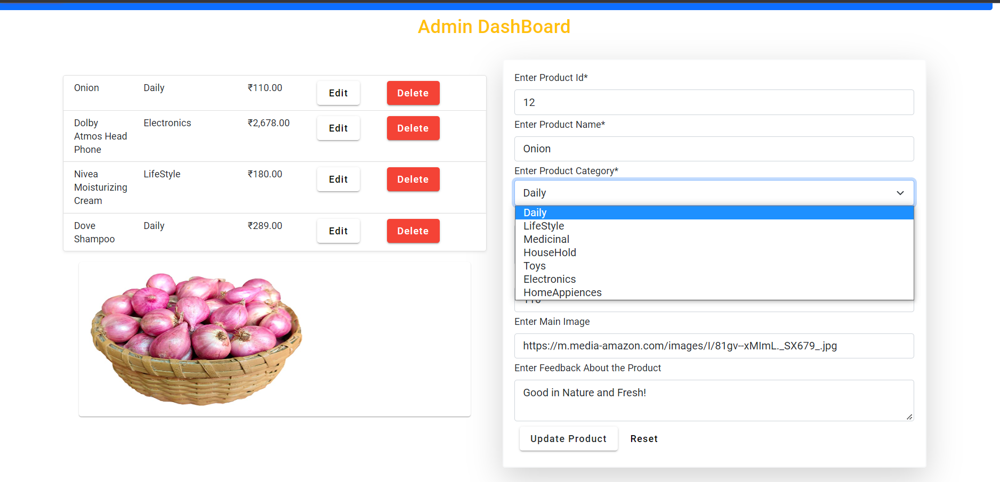 Admin DashBoard
Onion Daily ₹110.00 Edit Delete
Dolby Electronics ₹2,678.00 Edit Delete
Atmos Head
Phone
Nivea LifeStyle ₹180.00 Edit Delete
Moisturizing
Cream
Dove Daily ₹289.00 Edit Delete
Shampoo
Enter Product Id*
12
Enter Product Name*
Onion
Enter Product Category*
Daily
Daily
LifeStyle
Medicinal
HouseHold
Toys
Electronics
HomeAppiences
Enter Main Image
https://m.media-amazon.com/images/I/81gv--xMImL._SX679_.jpg
Enter Feedback About the Product
Good in Nature and Fresh!
Update Product Reset